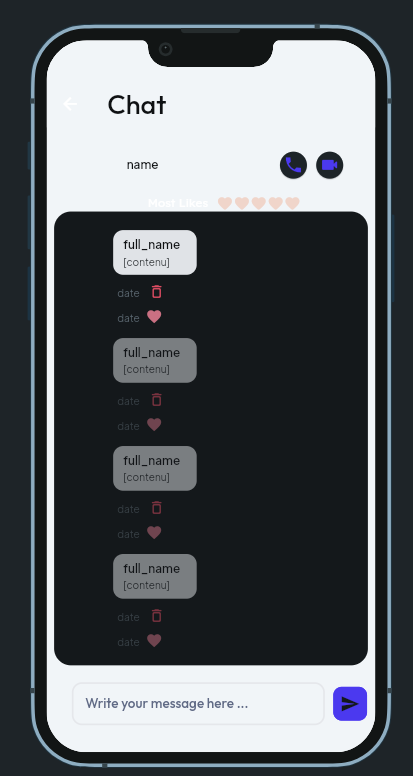 Chat
name
Most Likes
full_name
[contenu]
date
date
full_name
[contenu]
date
date
full_name
[contenu]
date
date
full_name
[contenu]
date
date
Write your message here ...